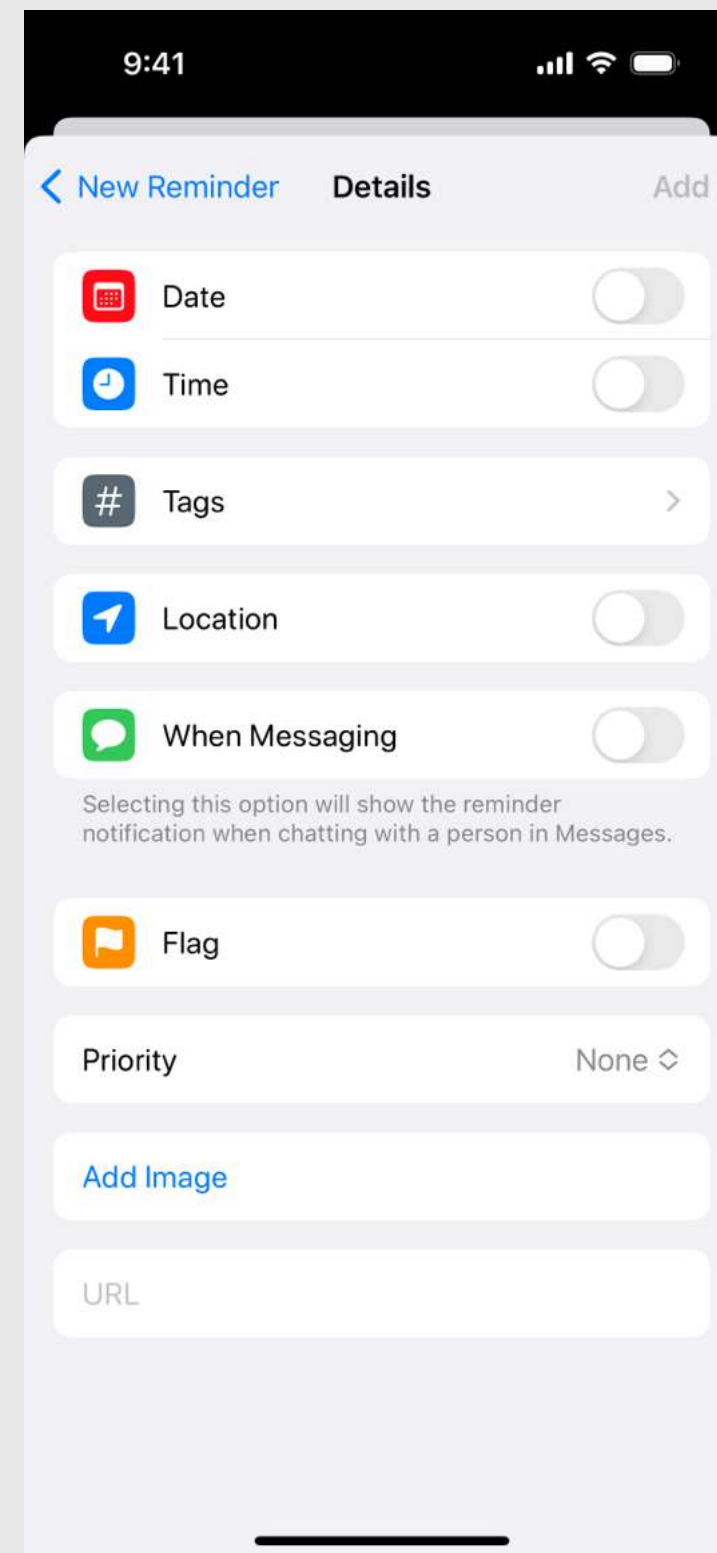 9:41
New Reminder Details Add
Date
Time
# Tags
Location
When Messaging
Selecting this option will show the reminder
notification when chatting with a person in Messages.
Flag
Priority None
Add Image
URL